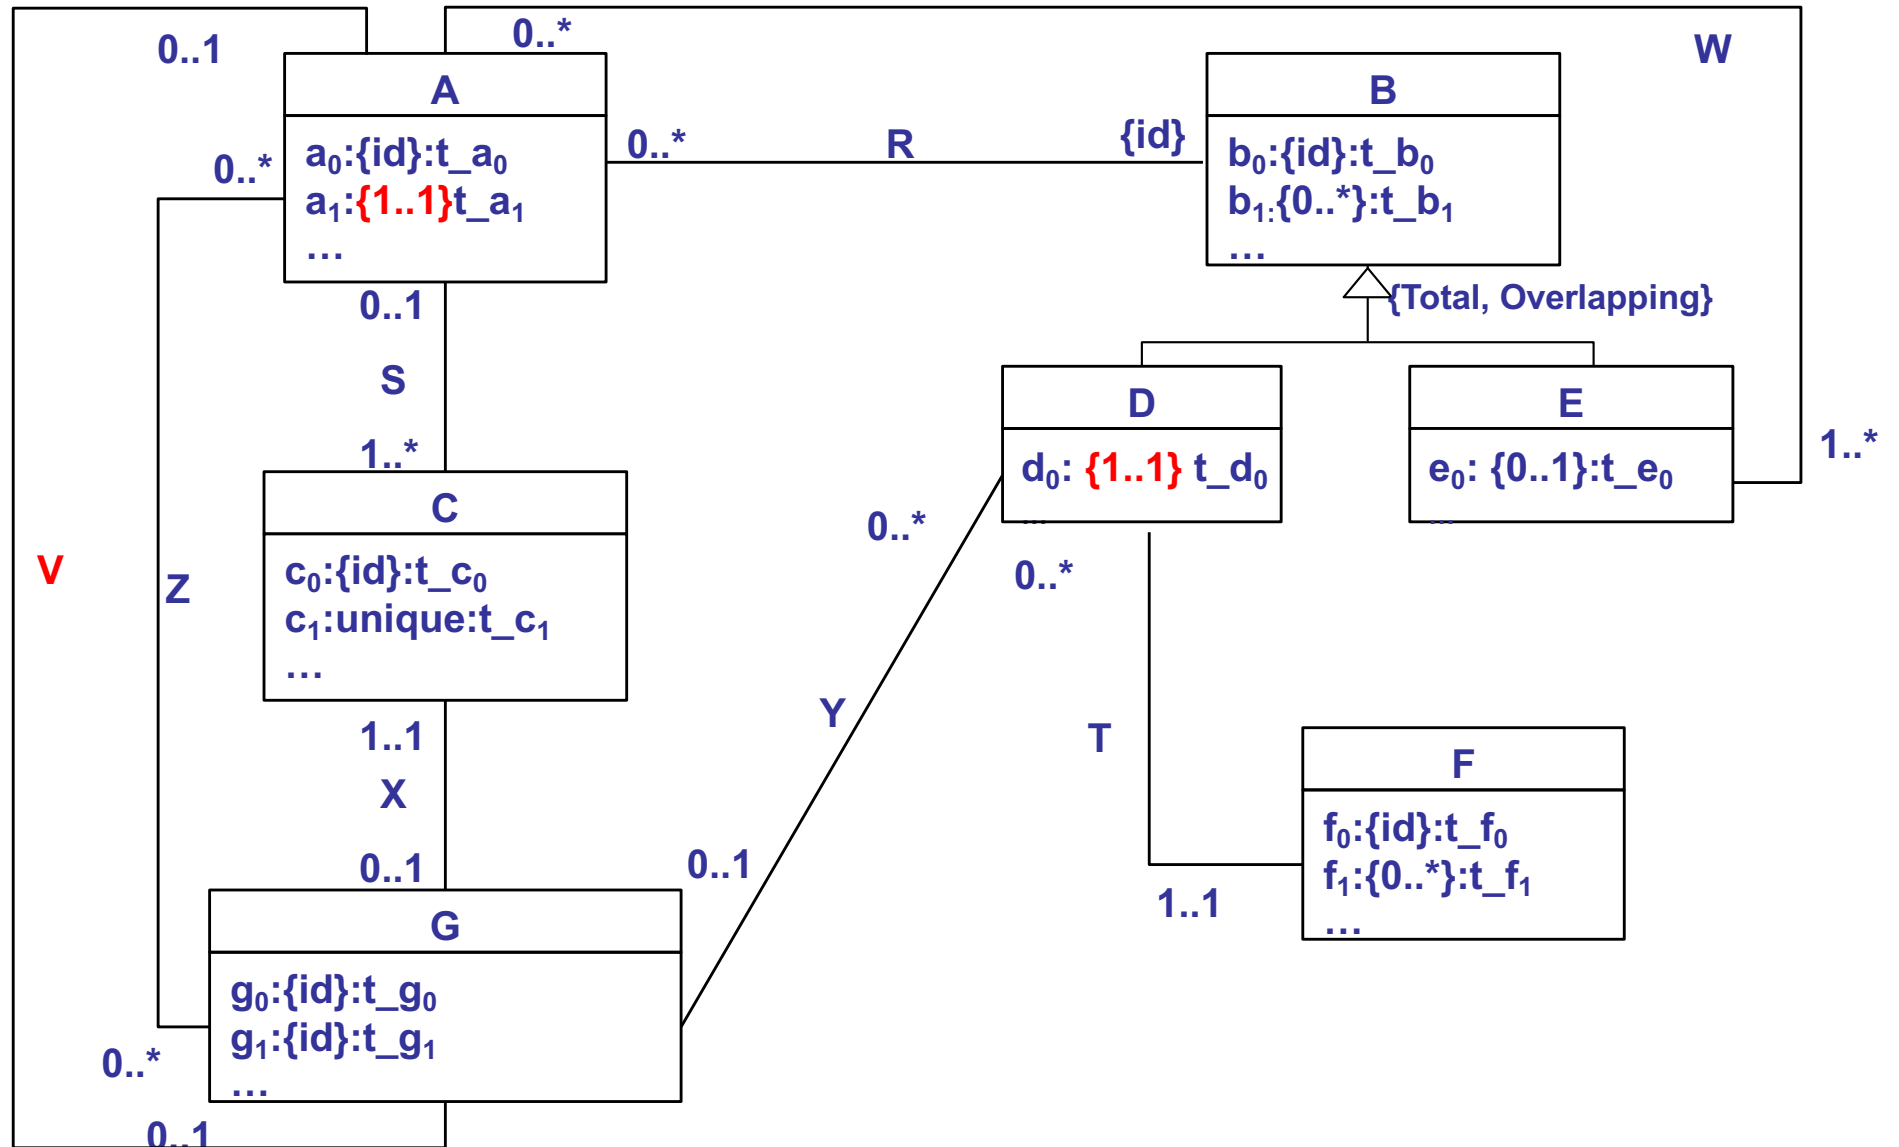 0..1
0..*
W
A
B
a₀:{id}:t_a₀
a₁:{1..1}t_a₁
…
0..*
0..*
R
{id}
b₀:{id}:t_b₀
b₁:{0..*}:t_b₁
…
{Total, Overlapping}
0..1
S
1..*
D
d₀: {1..1} t_d₀
...
E
e₀: {0..1}:t_e₀
...
1..*
C
c₀:{id}:t_c₀
c₁:unique:t_c₁
…
0..*
0..*
V
Z
Y
T
1..1
X
0..1
0..1
F
f₀:{id}:t_f₀
f₁:{0..*}:t_f₁
…
1..1
G
g₀:{id}:t_g₀
g₁:{id}:t_g₁
…
0..*
0..1